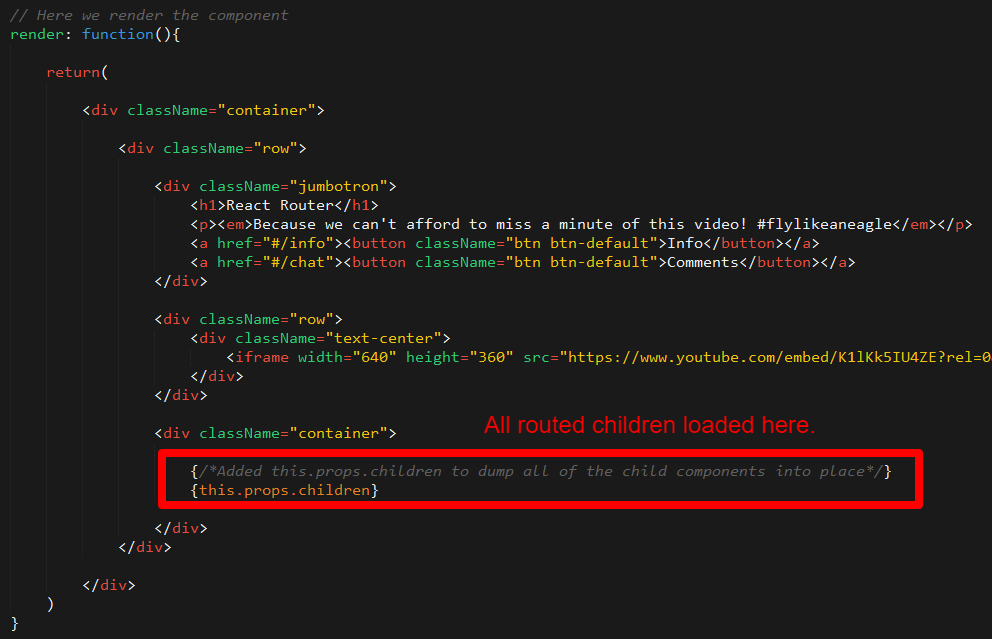 // Here we render the component
render: function(){
return(
<div className="container">
<div className="row">
<div className="jumbotron">
<h1>React Router</h1>
<p><em>Because we can't afford to miss a minute of this video! #flylikeaneagle</em></p>
<a href="#/info"><button className="btn btn-default">Info</button></a>
<a href="#/chat"><button className="btn btn-default">Comments</button></a>
</div>
<div className="row">
<div className="text-center">
<iframe width="640" height="360" src="https://www.youtube.com/embed/K1lKk5IU4ZE?rel=0
</div>
</div>
<div className="container">
All routed children loaded here.
{/*Added this.props.children to dump all of the child components into place*/}
{this.props.children}
</div>
</div>
</div>
)
}